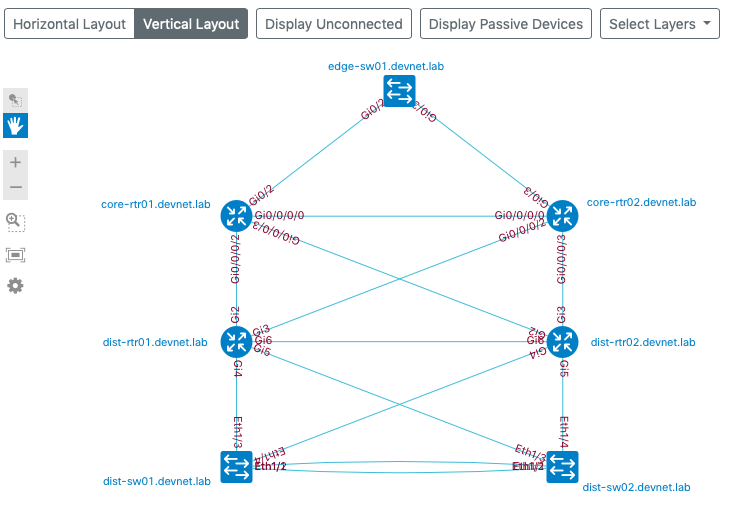 Horizontal Layout
Vertical Layout
Display Unconnected
Display Passive Devices
Select Layers
edge-sw01.devnet.lab
Gi0/2
Gi0/3
Gi0/2
Gi0/3
core-rtr01.devnet.lab
core-rtr02.devnet.lab
Gi0/0/0/0
Gi0/0/0/0
Gi0/0/0/3
Gi0/0/0/2
Gi0/0/0/2
Gi0/0/0/3
Gi2
Gi3
Gi3
Gi2
dist-rtr01.devnet.lab
Gi6
Gi6
dist-rtr02.devnet.lab
Gi5
Gi4
Gi4
Gi5
Eth1/3
Eth1/4
Eth1/4
Eth1/3
Eth1/2
Eth1/2
dist-sw01.devnet.lab
dist-sw02.devnet.lab